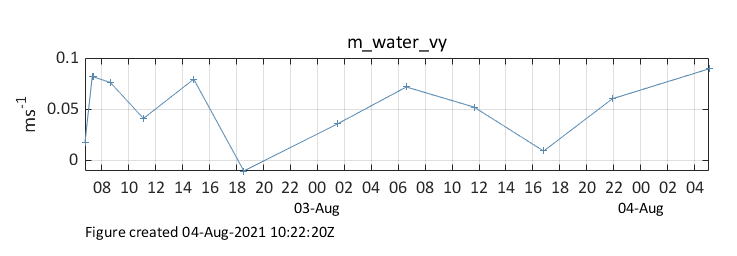 m_water_vy
0.1
0.05
0
ms-1
08 10 12 14 16 18 20 22 00 02 04 06 08 10 12 14 16 18 20 22 00 02 04
03-Aug 04-Aug
Figure created 04-Aug-2021 10:22:20Z